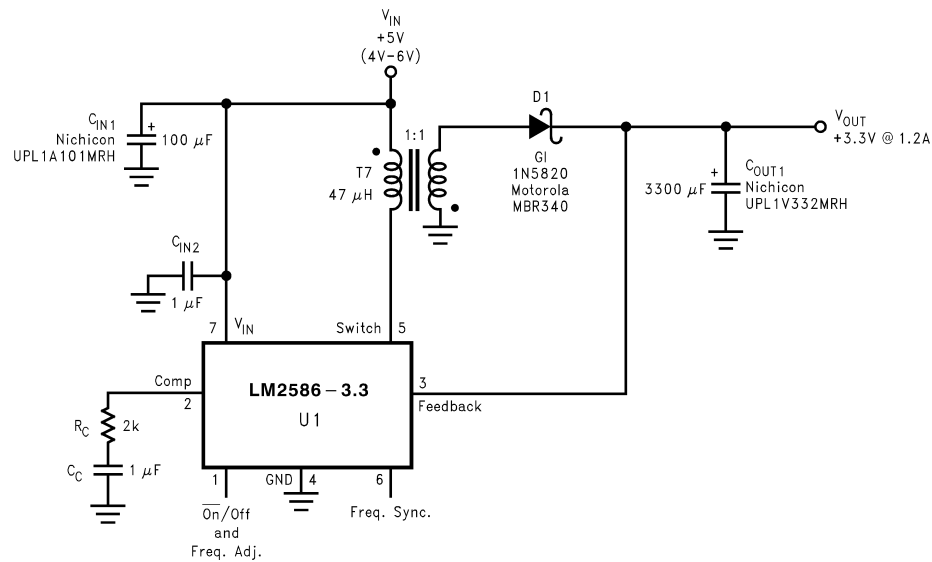 V_IN
+5V
(4V–6V)
C_IN1
Nichicon
UPL1A101MRH
+
100 μF
1:1
T7
47 μH
D1
GI
1N5820
Motorola
MBR340
V_OUT
+3.3V @ 1.2A
+
3300 μF
C_OUT1
Nichicon
UPL1V332MRH
C_IN2
1 μF
7
V_IN
Switch
5
Comp
2
LM2586–3.3
U1
3
Feedback
R_C
2k
C_C
1 μF
1
GND
4
6
O̅n̅/Off
and
Freq. Adj.
Freq. Sync.